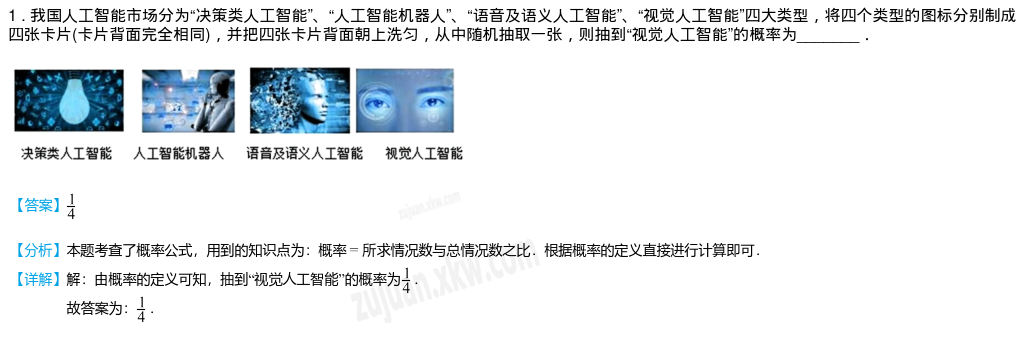 1．我国人工智能市场分为“决策类人工智能”、“人工智能机器人”、“语音及语义人工智能”、“视觉人工智能”四大类型，将四个类型的图标分别制成
四张卡片(卡片背面完全相同)，并把四张卡片背面朝上洗匀，从中随机抽取一张，则抽到“视觉人工智能”的概率为________．
决策类人工智能 人工智能机器人 语音及语义人工智能 视觉人工智能
【答案】1/4
zujuan.xkw.com
【分析】本题考查了概率公式，用到的知识点为：概率＝所求情况数与总情况数之比．根据概率的定义直接进行计算即可．
【详解】解：由概率的定义可知，抽到“视觉人工智能”的概率为1/4．
zujuan.xkw.com
故答案为：1/4．